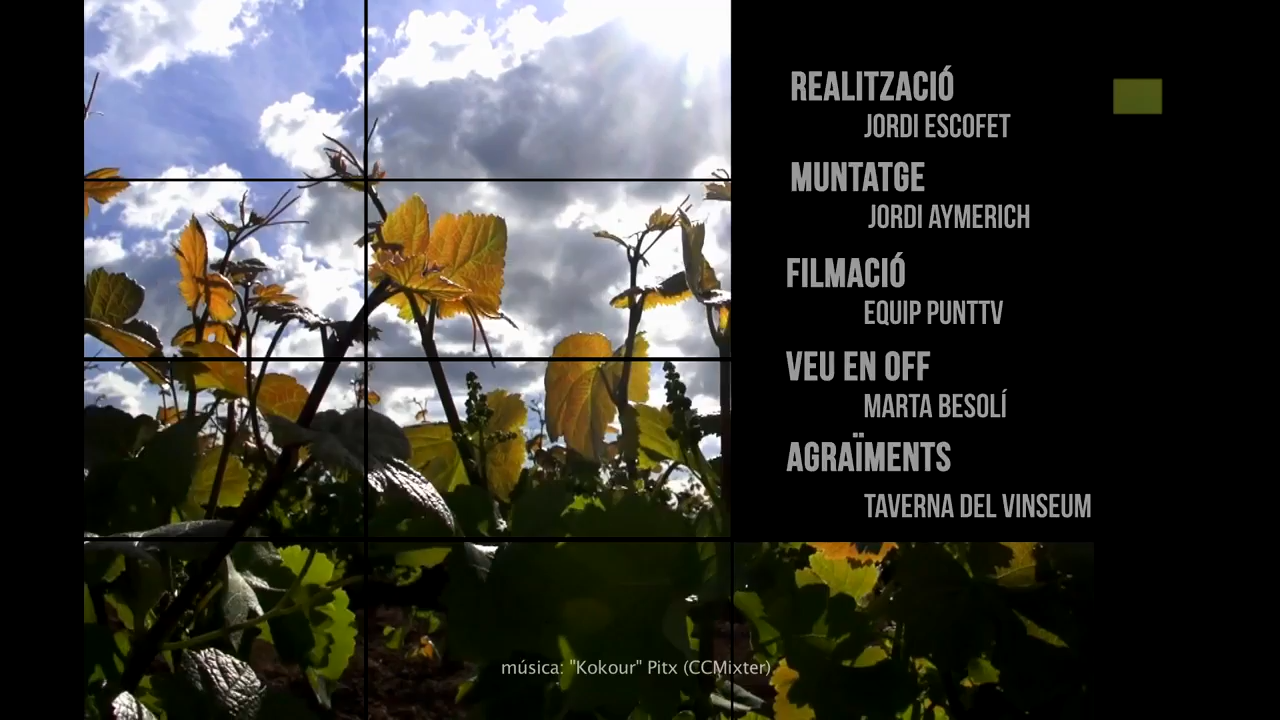 REALITZACIÓ
JORDI ESCOFET
MUNTATGE
JORDI AYMERICH
FILMACIÓ
EQUIP PUNTTV
VEU EN OFF
MARTA BESOLÍ
AGRAÏMENTS
TAVERNA DEL VINSEUM
música: "Kokour" Pitx (CCMixter)